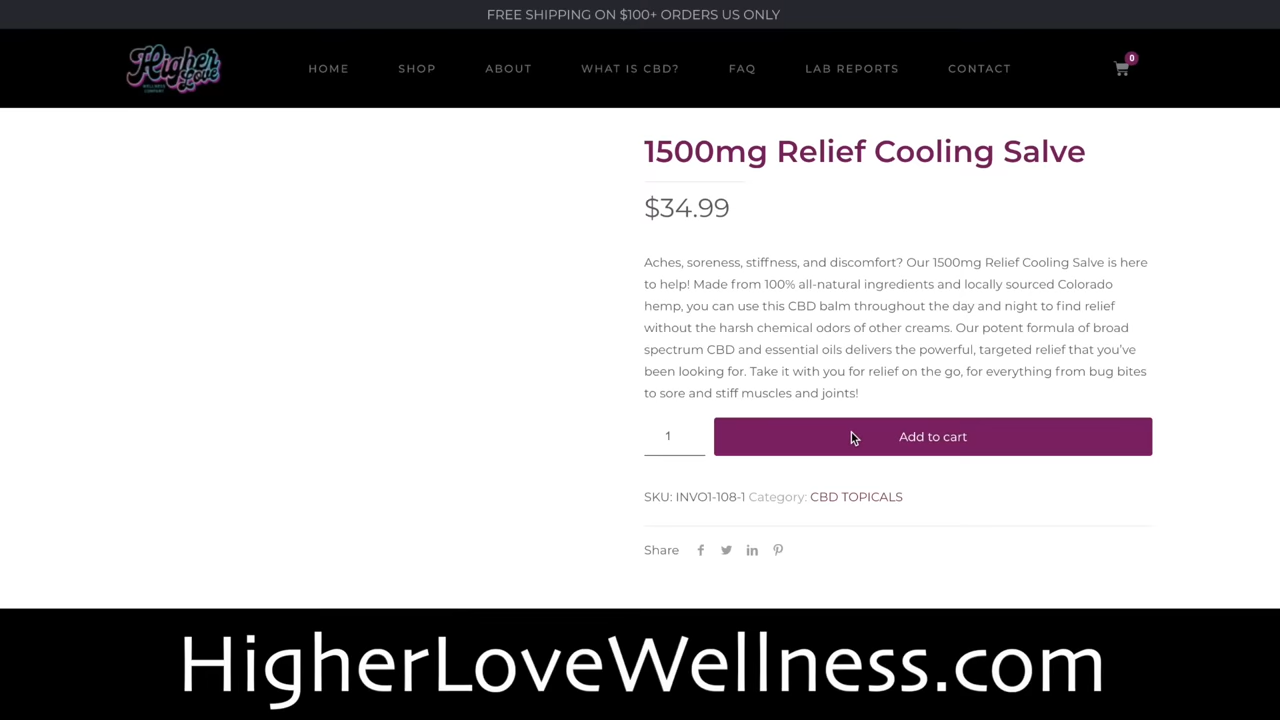 FREE SHIPPING ON $100+ ORDERS US ONLY
Higher Love
WELLNESS
COMPANY
HOME SHOP ABOUT WHAT IS CBD? FAQ LAB REPORTS CONTACT
0
1500mg Relief Cooling Salve
$34.99
Aches, soreness, stiffness, and discomfort? Our 1500mg Relief Cooling Salve is here
to help! Made from 100% all-natural ingredients and locally sourced Colorado
hemp, you can use this CBD balm throughout the day and night to find relief
without the harsh chemical odors of other creams. Our potent formula of broad
spectrum CBD and essential oils delivers the powerful, targeted relief that you’ve
been looking for. Take it with you for relief on the go, for everything from bug bites
to sore and stiff muscles and joints!
1 Add to cart
SKU: INVO1-108-1 Category: CBD TOPICALS
Share
HigherLoveWellness.com